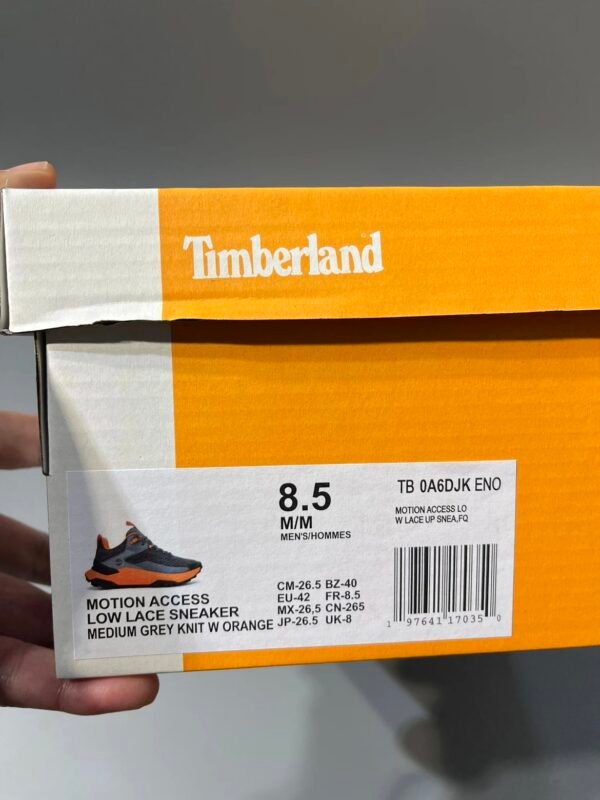 Timberland
8.5
M/M
MEN'S/HOMMES
TB 0A6DJK ENO
MOTION ACCESS LO
W LACE UP SNEA,FQ
MOTION ACCESS
LOW LACE SNEAKER
MEDIUM GREY KNIT W ORANGE
CM-26.5 BZ-40
EU-42 FR-8.5
MX-26,5 CN-265
JP-26.5 UK-8
1 97641 17035 0